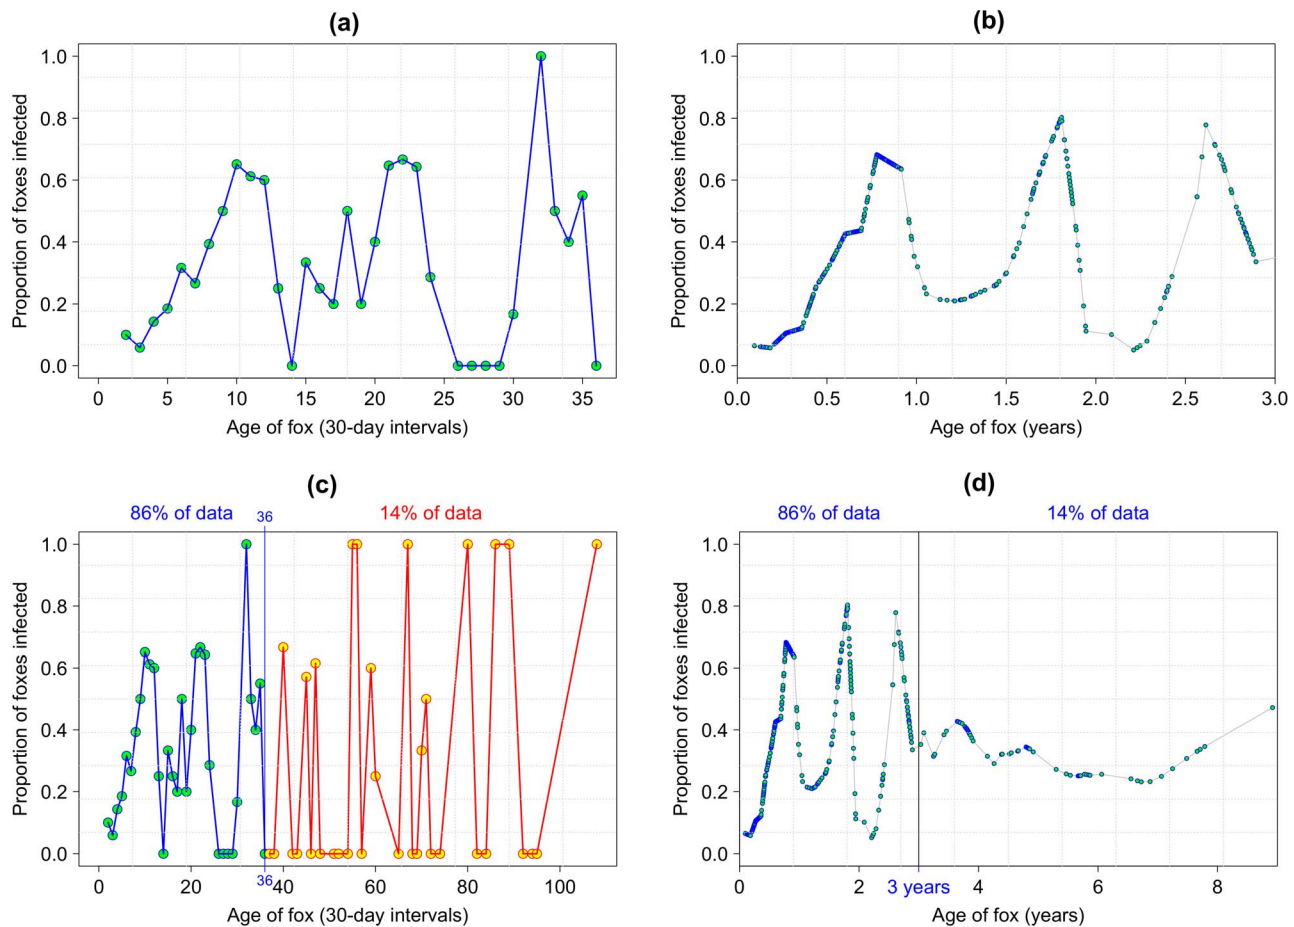 (a)
Proportion of foxes infected
1.0
0.8
0.6
0.4
0.2
0.0
0 5 10 15 20 25 30 35
Age of fox (30-day intervals)
(b)
Proportion of foxes infected
1.0
0.8
0.6
0.4
0.2
0.0
0.0 0.5 1.0 1.5 2.0 2.5 3.0
Age of fox (years)
(c)
86% of data 36 14% of data
Proportion of foxes infected
1.0
0.8
0.6
0.4
0.2
0.0
36
0 20 40 60 80 100
Age of fox (30-day intervals)
(d)
86% of data 14% of data
Proportion of foxes infected
1.0
0.8
0.6
0.4
0.2
0.0
0 2 3 years 4 6 8
Age of fox (years)